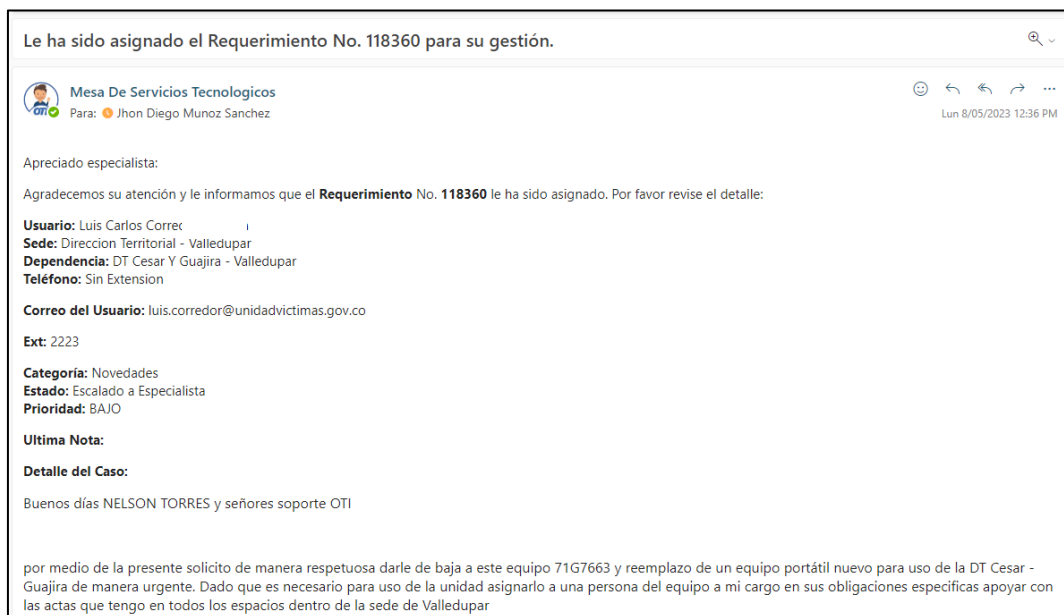 Le ha sido asignado el Requerimiento No. 118360 para su gestión.
Mesa De Servicios Tecnologicos
Para: Jhon Diego Munoz Sanchez
OTI
Lun 8/05/2023 12:36 PM
Apreciado especialista:
Agradecemos su atención y le informamos que el Requerimiento No. 118360 le ha sido asignado. Por favor revise el detalle:
Usuario: Luis Carlos
Sede: Direccion Territorial - Valledupar
Dependencia: DT Cesar Y Guajira - Valledupar
Teléfono: Sin Extension
Correo del Usuario: luis.corredor@unidadvictimas.gov.co
Ext: 2223
Categoría: Novedades
Estado: Escalado a Especialista
Prioridad: BAJO
Ultima Nota:
Detalle del Caso:
Buenos días NELSON TORRES y señores soporte OTI
por medio de la presente solicito de manera respetuosa darle de baja a este equipo 71G7663 y reemplazo de un equipo portátil nuevo para uso de la DT Cesar -
Guajira de manera urgente. Dado que es necesario para uso de la unidad asignarlo a una persona del equipo a mi cargo en sus obligaciones especificas apoyar con
las actas que tengo en todos los espacios dentro de la sede de Valledupar